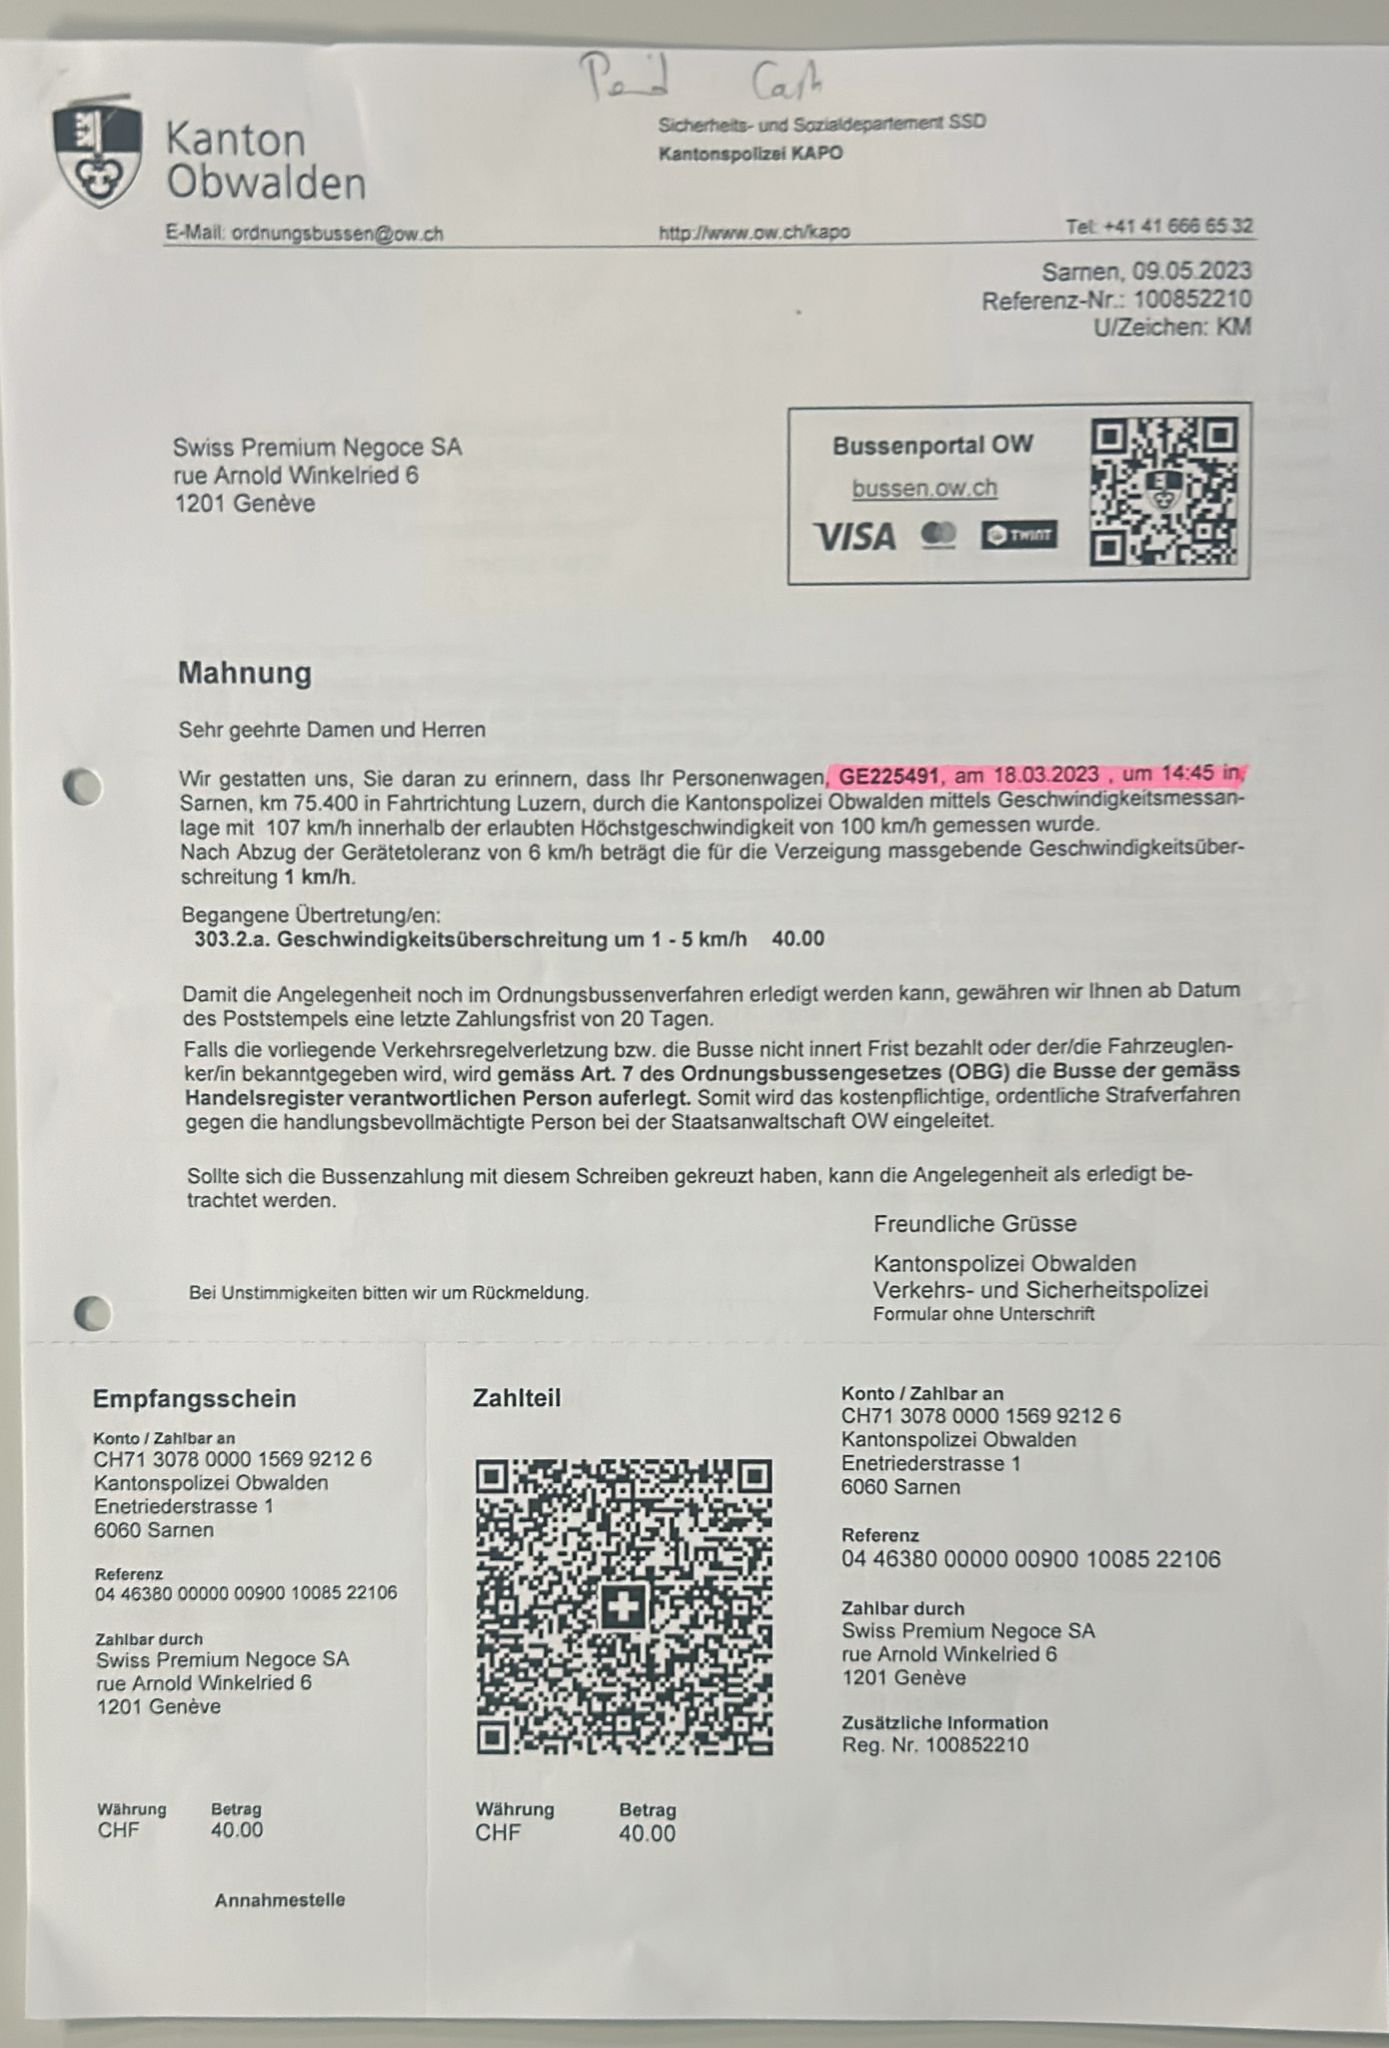 Paid Cash
Kanton
Obwalden
Sicherheits- und Sozialdepartement SSD
Kantonspolizei KAPO
E-Mail: ordnungsbussen@ow.ch http://www.ow.ch/kapo Tel: +41 41 666 65 32
Sarnen, 09.05.2023
Referenz-Nr.: 100852210
U/Zeichen: KM
Swiss Premium Negoce SA
rue Arnold Winkelried 6
1201 Genève
Bussenportal OW
bussen.ow.ch
VISA TWINT
Mahnung
Sehr geehrte Damen und Herren
Wir gestatten uns, Sie daran zu erinnern, dass Ihr Personenwagen, GE225491, am 18.03.2023 , um 14:45 in,
Sarnen, km 75.400 in Fahrtrichtung Luzern, durch die Kantonspolizei Obwalden mittels Geschwindigkeitsmessan-
lage mit 107 km/h innerhalb der erlaubten Höchstgeschwindigkeit von 100 km/h gemessen wurde.
Nach Abzug der Gerätetoleranz von 6 km/h beträgt die für die Verzeigung massgebende Geschwindigkeitsüber-
schreitung 1 km/h.
Begangene Übertretung/en:
303.2.a. Geschwindigkeitsüberschreitung um 1 - 5 km/h 40.00
Damit die Angelegenheit noch im Ordnungsbussenverfahren erledigt werden kann, gewähren wir Ihnen ab Datum
des Poststempels eine letzte Zahlungsfrist von 20 Tagen.
Falls die vorliegende Verkehrsregelverletzung bzw. die Busse nicht innert Frist bezahlt oder der/die Fahrzeuglen-
ker/in bekanntgegeben wird, wird gemäss Art. 7 des Ordnungsbussengesetzes (OBG) die Busse der gemäss
Handelsregister verantwortlichen Person auferlegt. Somit wird das kostenpflichtige, ordentliche Strafverfahren
gegen die handlungsbevollmächtigte Person bei der Staatsanwaltschaft OW eingeleitet.
Sollte sich die Bussenzahlung mit diesem Schreiben gekreuzt haben, kann die Angelegenheit als erledigt be-
trachtet werden.
Freundliche Grüsse
Kantonspolizei Obwalden
Verkehrs- und Sicherheitspolizei
Formular ohne Unterschrift
Bei Unstimmigkeiten bitten wir um Rückmeldung.
Empfangsschein
Konto / Zahlbar an
CH71 3078 0000 1569 9212 6
Kantonspolizei Obwalden
Enetriederstrasse 1
6060 Sarnen
Referenz
04 46380 00000 00900 10085 22106
Zahlbar durch
Swiss Premium Negoce SA
rue Arnold Winkelried 6
1201 Genève
Währung Betrag
CHF 40.00
Annahmestelle
Zahlteil
Währung Betrag
CHF 40.00
Konto / Zahlbar an
CH71 3078 0000 1569 9212 6
Kantonspolizei Obwalden
Enetriederstrasse 1
6060 Sarnen
Referenz
04 46380 00000 00900 10085 22106
Zahlbar durch
Swiss Premium Negoce SA
rue Arnold Winkelried 6
1201 Genève
Zusätzliche Information
Reg. Nr. 100852210